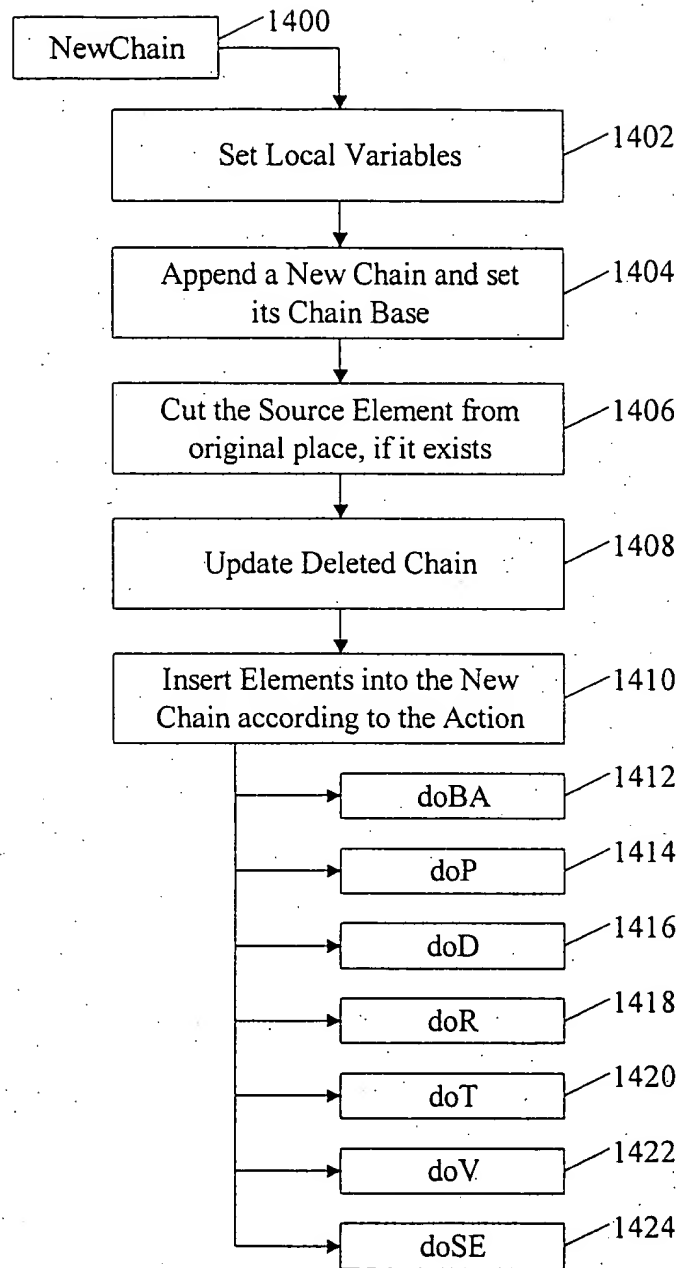 1400
NewChain
1402
Set Local Variables
1404
Append a New Chain and set
its Chain Base
1406
Cut the Source Element from
original place, if it exists
1408
Update Deleted Chain
1410
Insert Elements into the New
Chain according to the Action
1412
doBA
1414
doP
1416
doD
1418
doR
1420
doT
1422
doV
1424
doSE